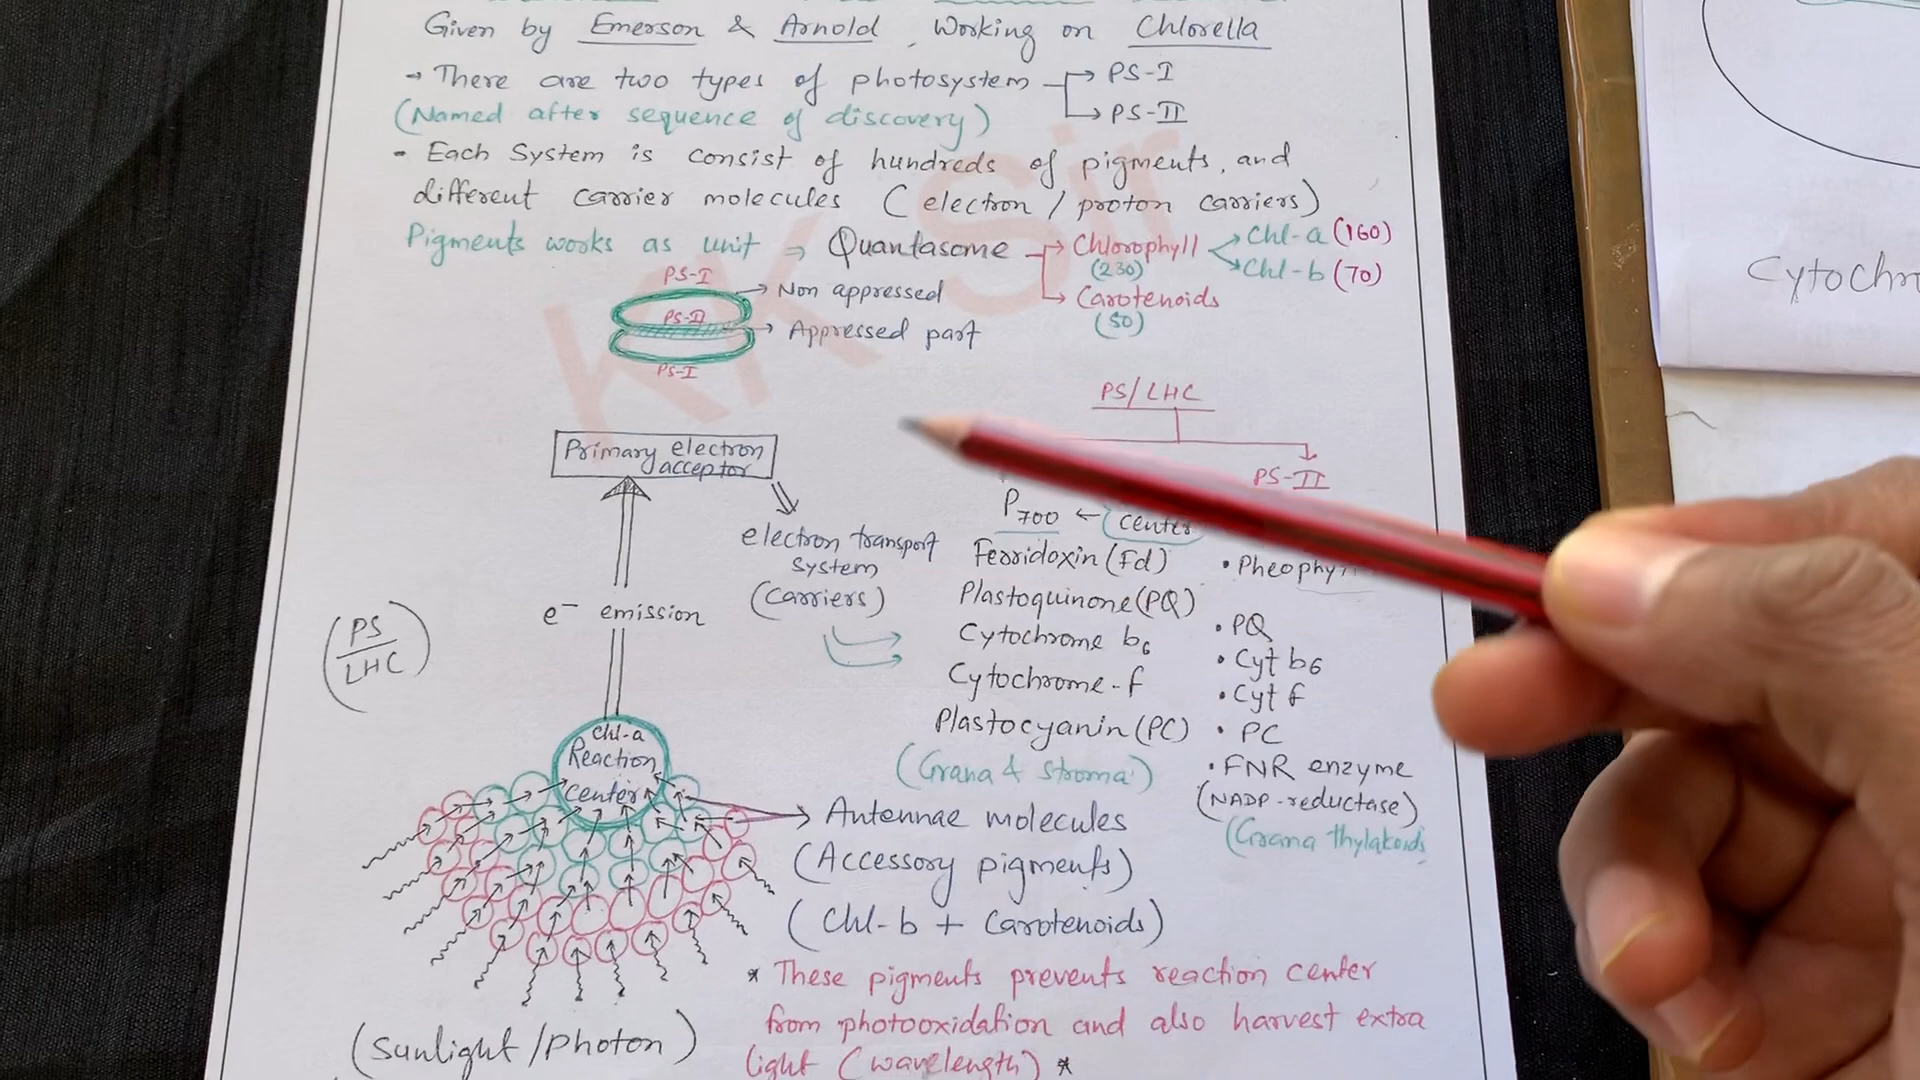 Given by Emerson & Arnold, Working on Chlorella
→ There are two types of photosystem → PS-I
→ PS-II
(Named after sequence of discovery)
- Each System is consist of hundreds of pigments, and
different carrier molecules (electron / proton carriers)
Pigments works as unit ⇒ Quantasome → Chlorophyll → Chl-a (160)
(230) → Chl-b (70)
→ Carotenoids
(50)
PS-I
→ Non appressed
PS-II
→ Appressed part
PS-I
PS/LHC
PS-II
Primary electron
acceptor
P700 ← center
electron transport
system
(carriers)
Ferridoxin (Fd)
Plastoquinone (PQ)
Cytochrome b6
Cytochrome-f
Plastocyanin (PC)
(Grana & stroma)
• PQ
• Cyt b6
• Cyt f
• PC
• FNR enzyme
(NADP-reductase)
(Grana thylakoids
e⁻ emission
PS
LHC
Chl-a
Reaction
center
Antennae molecules
(Accessory pigments)
(Chl-b + Carotenoids)
* These pigments prevents reaction center
from photooxidation and also harvest extra
light (wavelength) *
(Sunlight/Photon)
KK Sir